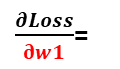 ∂Loss
∂w1 =